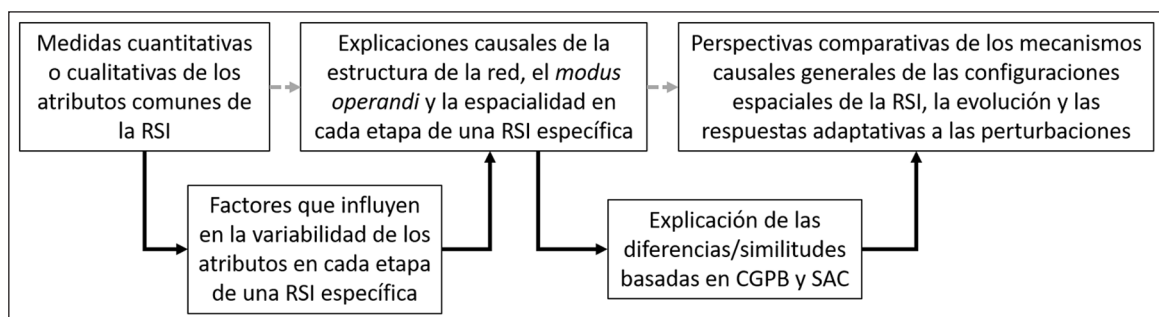 Medidas cuantitativas
o cualitativas de los
atributos comunes de
la RSI
Explicaciones causales de la
estructura de la red, el modus
operandi y la espacialidad en
cada etapa de una RSI específica
Perspectivas comparativas de los mecanismos
causales generales de las configuraciones
espaciales de la RSI, la evolución y las
respuestas adaptativas a las perturbaciones
Factores que influyen
en la variabilidad de los
atributos en cada etapa
de una RSI específica
Explicación de las
diferencias/similitudes
basadas en CGPB y SAC